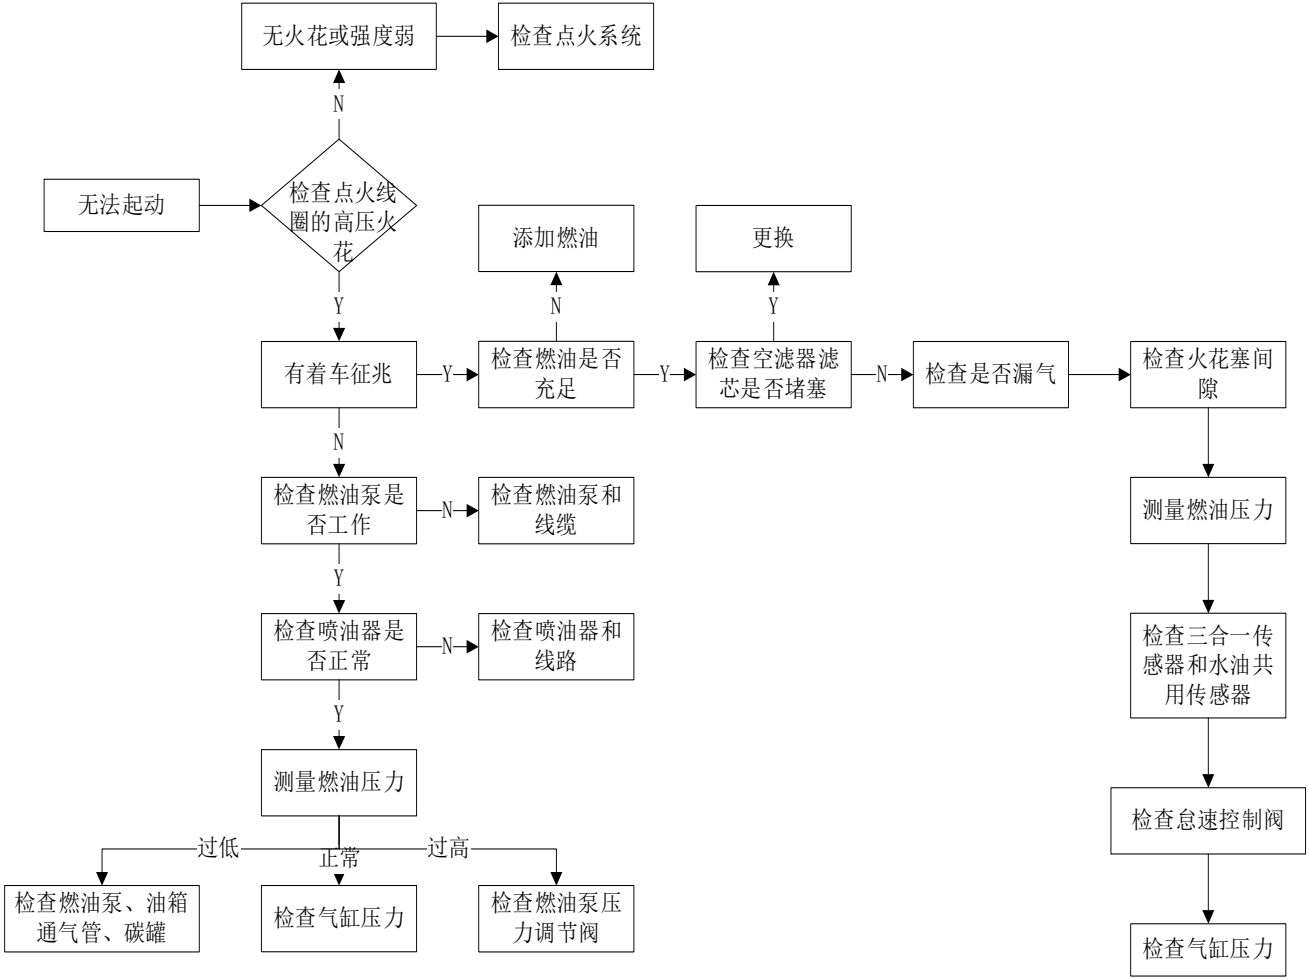 无火花或强度弱
检查点火系统
N
无法起动
检查点火线
圈的高压火
花
添加燃油
更换
Y
N
Y
有着车征兆
Y
检查燃油是否
充足
Y
检查空滤器滤
芯是否堵塞
N
检查是否漏气
检查火花塞间
隙
N
检查燃油泵是
否工作
N
检查燃油泵和
线缆
测量燃油压力
Y
检查喷油器是
否正常
N
检查喷油器和
线路
检查三合一传
感器和水油共
用传感器
Y
测量燃油压力
检查怠速控制阀
过低
正常
过高
检查燃油泵、油箱
通气管、碳罐
检查气缸压力
检查燃油泵压
力调节阀
检查气缸压力